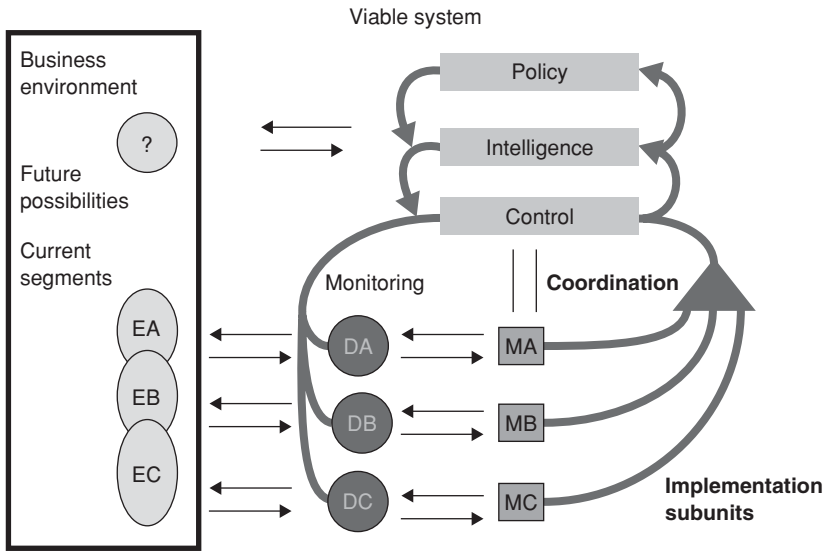 Viable system
Business
environment
?
Future
possibilities
Current
segments
EA
EB
EC
Policy
Intelligence
Control
Monitoring
Coordination
DA
MA
DB
MB
DC
MC
Implementation
subunits